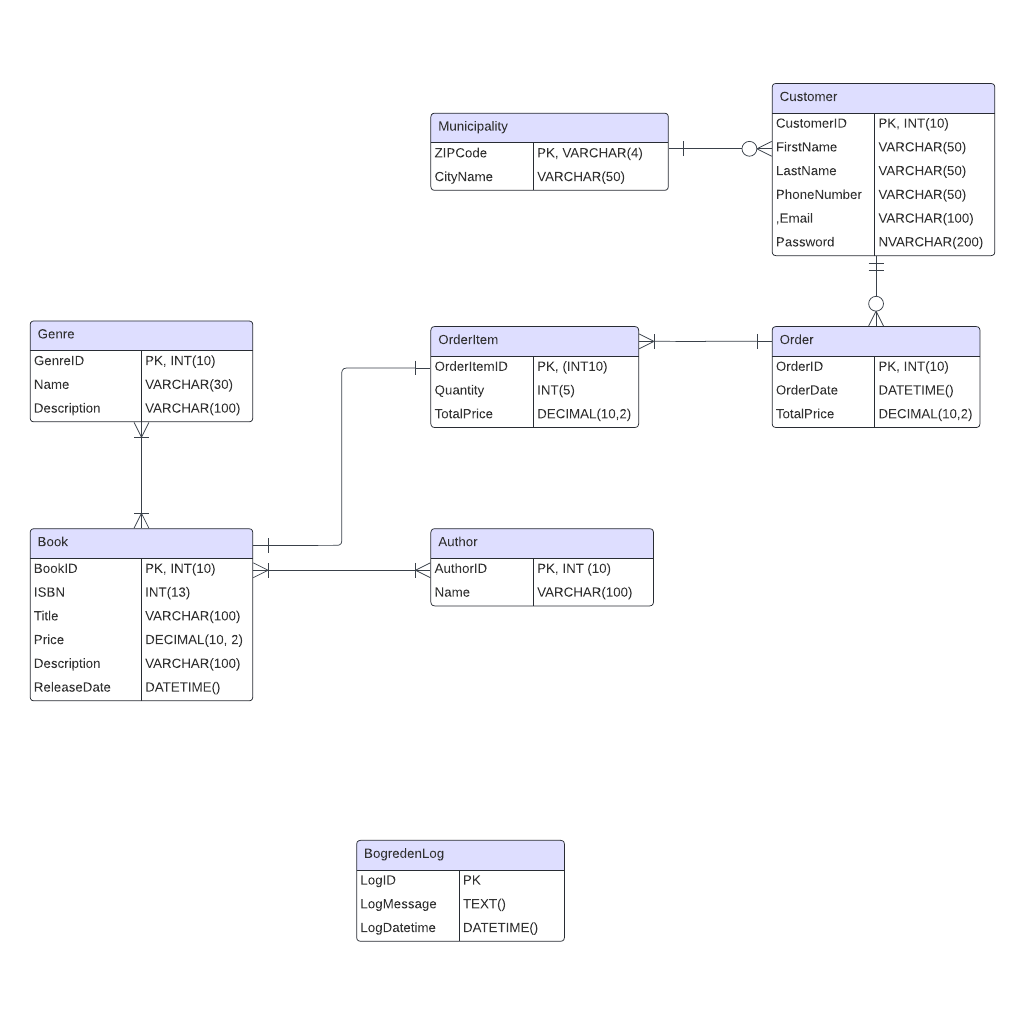 Customer
CustomerID PK, INT(10)
FirstName VARCHAR(50)
LastName VARCHAR(50)
PhoneNumber VARCHAR(50)
,Email VARCHAR(100)
Password NVARCHAR(200)
Municipality
ZIPCode PK, VARCHAR(4)
CityName VARCHAR(50)
Genre
GenreID PK, INT(10)
Name VARCHAR(30)
Description VARCHAR(100)
OrderItem
OrderItemID PK, (INT10)
Quantity INT(5)
TotalPrice DECIMAL(10,2)
Order
OrderID PK, INT(10)
OrderDate DATETIME()
TotalPrice DECIMAL(10,2)
Book
BookID PK, INT(10)
ISBN INT(13)
Title VARCHAR(100)
Price DECIMAL(10, 2)
Description VARCHAR(100)
ReleaseDate DATETIME()
Author
AuthorID PK, INT (10)
Name VARCHAR(100)
BogredenLog
LogID PK
LogMessage TEXT()
LogDatetime DATETIME()